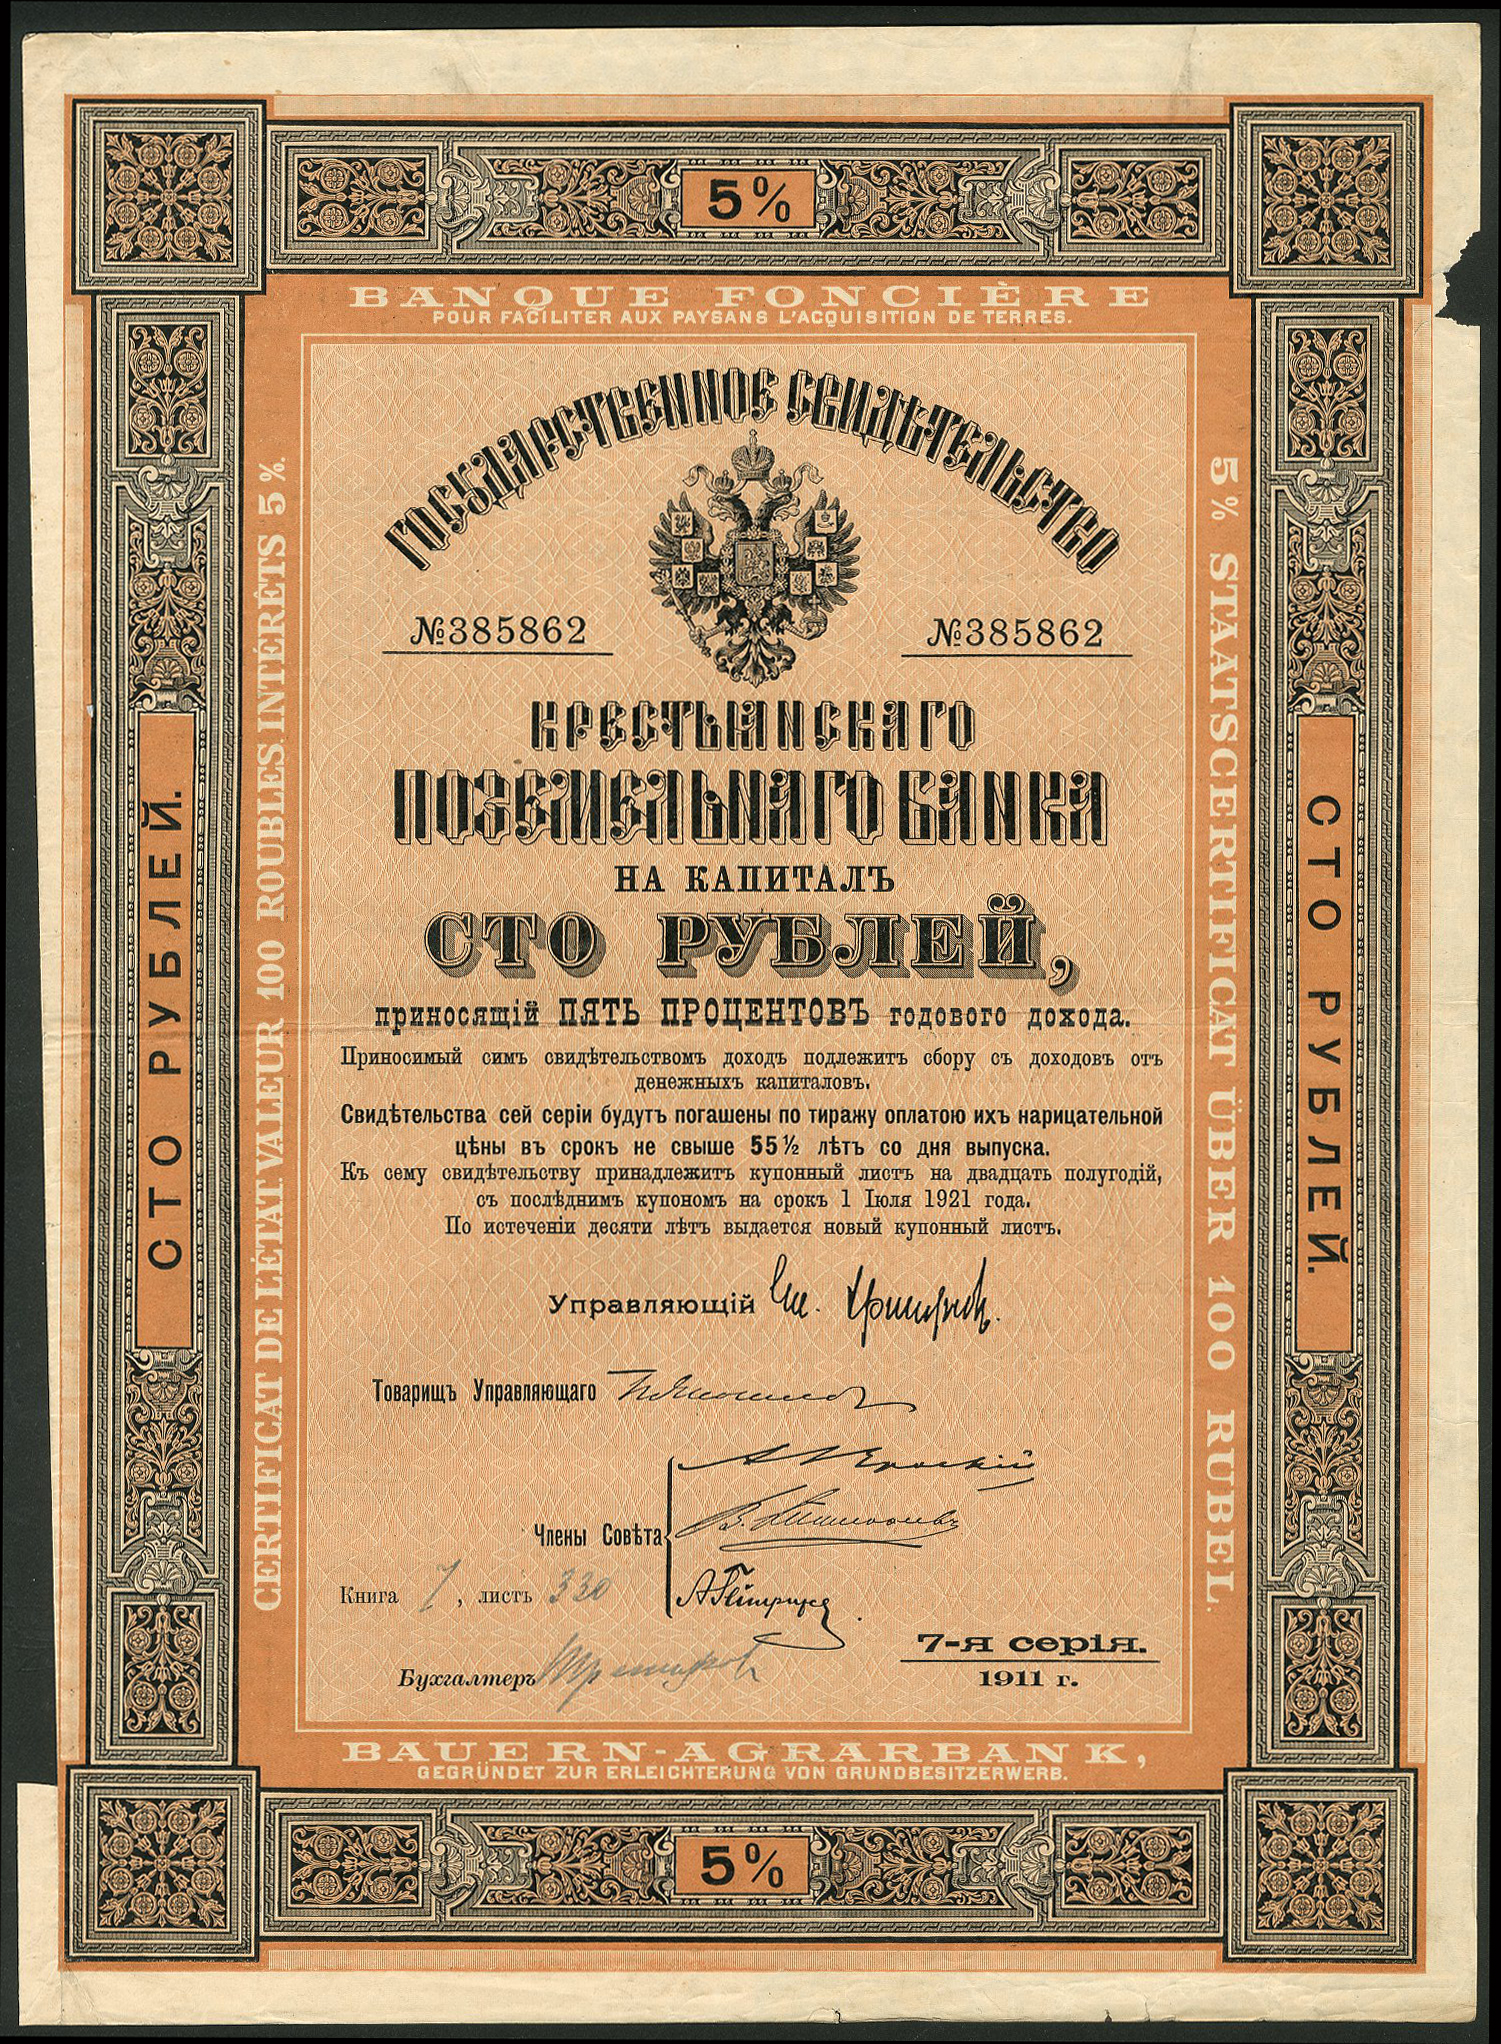 5%
BANQUE FONCIÈRE
POUR FACILITER AUX PAYSANS L'ACQUISITION DE TERRES.
ГОСУДАРСТВЕННОЕ СВИДѢТЕЛЬСТВО
№385862
№385862
КРЕСТЬЯНСКАГО
ПОЗЕМЕЛЬНАГО БАНКА
НА КАПИТАЛЪ
СТО РУБЛЕЙ,
приносящій ПЯТЬ ПРОЦЕНТОВЪ годового дохода.
Приносимый симъ свидѣтельствомъ доходъ подлежитъ сбору съ доходовъ отъ
денежныхъ капиталовъ.
Свидѣтельства сей серіи будутъ погашены по тиражу оплатою ихъ нарицательной
цѣны въ срокъ не свыше 55 ½ лѣтъ со дня выпуска.
Къ сему свидѣтельству принадлежитъ купонный листъ на двадцать полугодій,
съ послѣднимъ купономъ на срокъ 1 Іюля 1921 года.
По истеченіи десяти лѣтъ выдается новый купонный листъ.
Управляющій
Товарищъ Управляющаго
Члены Совѣта
Книга 7, листъ 330
Бухгалтеръ
7-я серія.
1911 г.
BAUERN-AGRARBANK,
GEGRÜNDET ZUR ERLEICHTERUNG VON GRUNDBESITZERWERB.
5%
СТО РУБЛЕЙ.
CERTIFICAT DE L'ÉTAT. VALEUR 100 ROUBLES. INTÉRÊTS 5%.
5% STAATSCERTIFICAT ÜBER 100 RUBEL.
СТО РУБЛЕЙ.